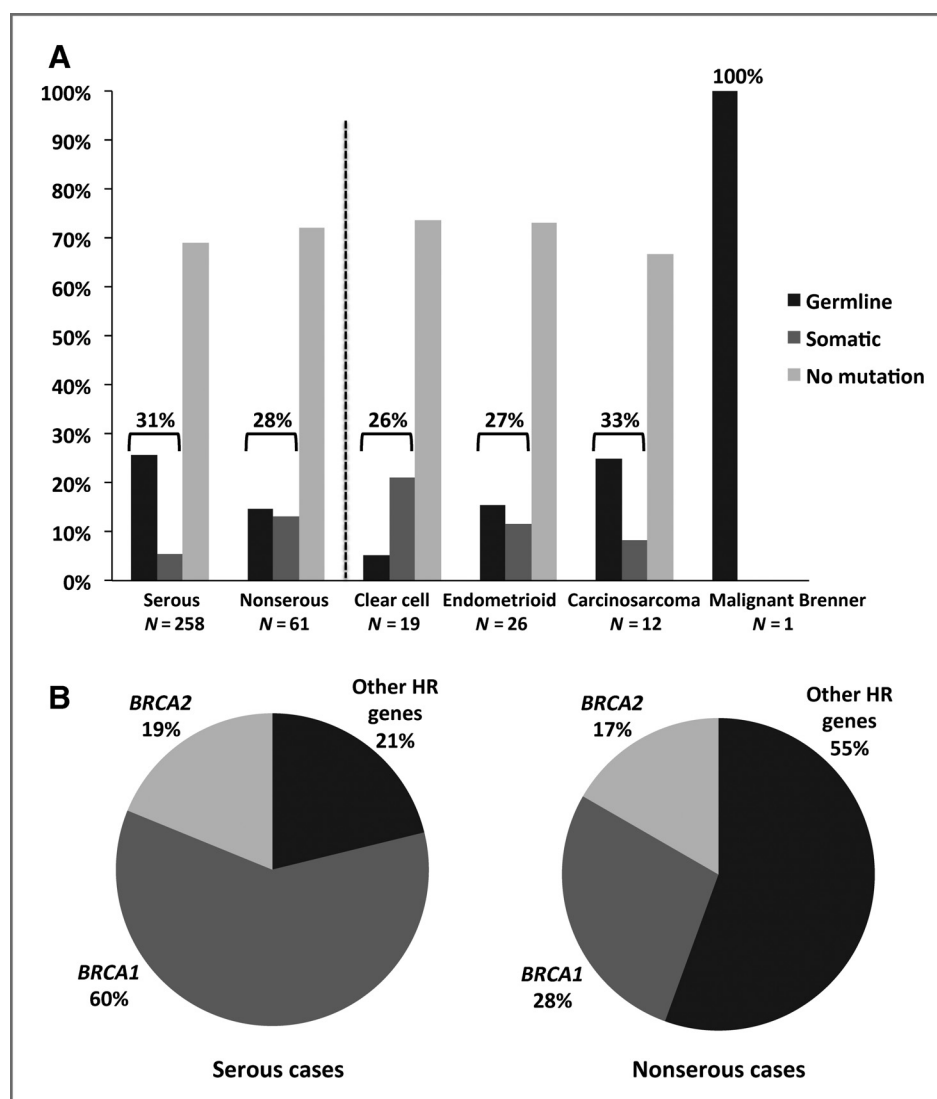 A
100%
100%
90%
80%
70%
60%
50%
40%
30%
20%
10%
0%
31%
28%
26%
27%
33%
Germline
Somatic
No mutation
Serous
N = 258
Nonserous
N = 61
Clear cell
N = 19
Endometrioid
N = 26
Carcinosarcoma
N = 12
Malignant Brenner
N = 1
B
BRCA2
19%
Other HR
genes
21%
BRCA1
60%
Serous cases
BRCA2
17%
Other HR
genes
55%
BRCA1
28%
Nonserous cases